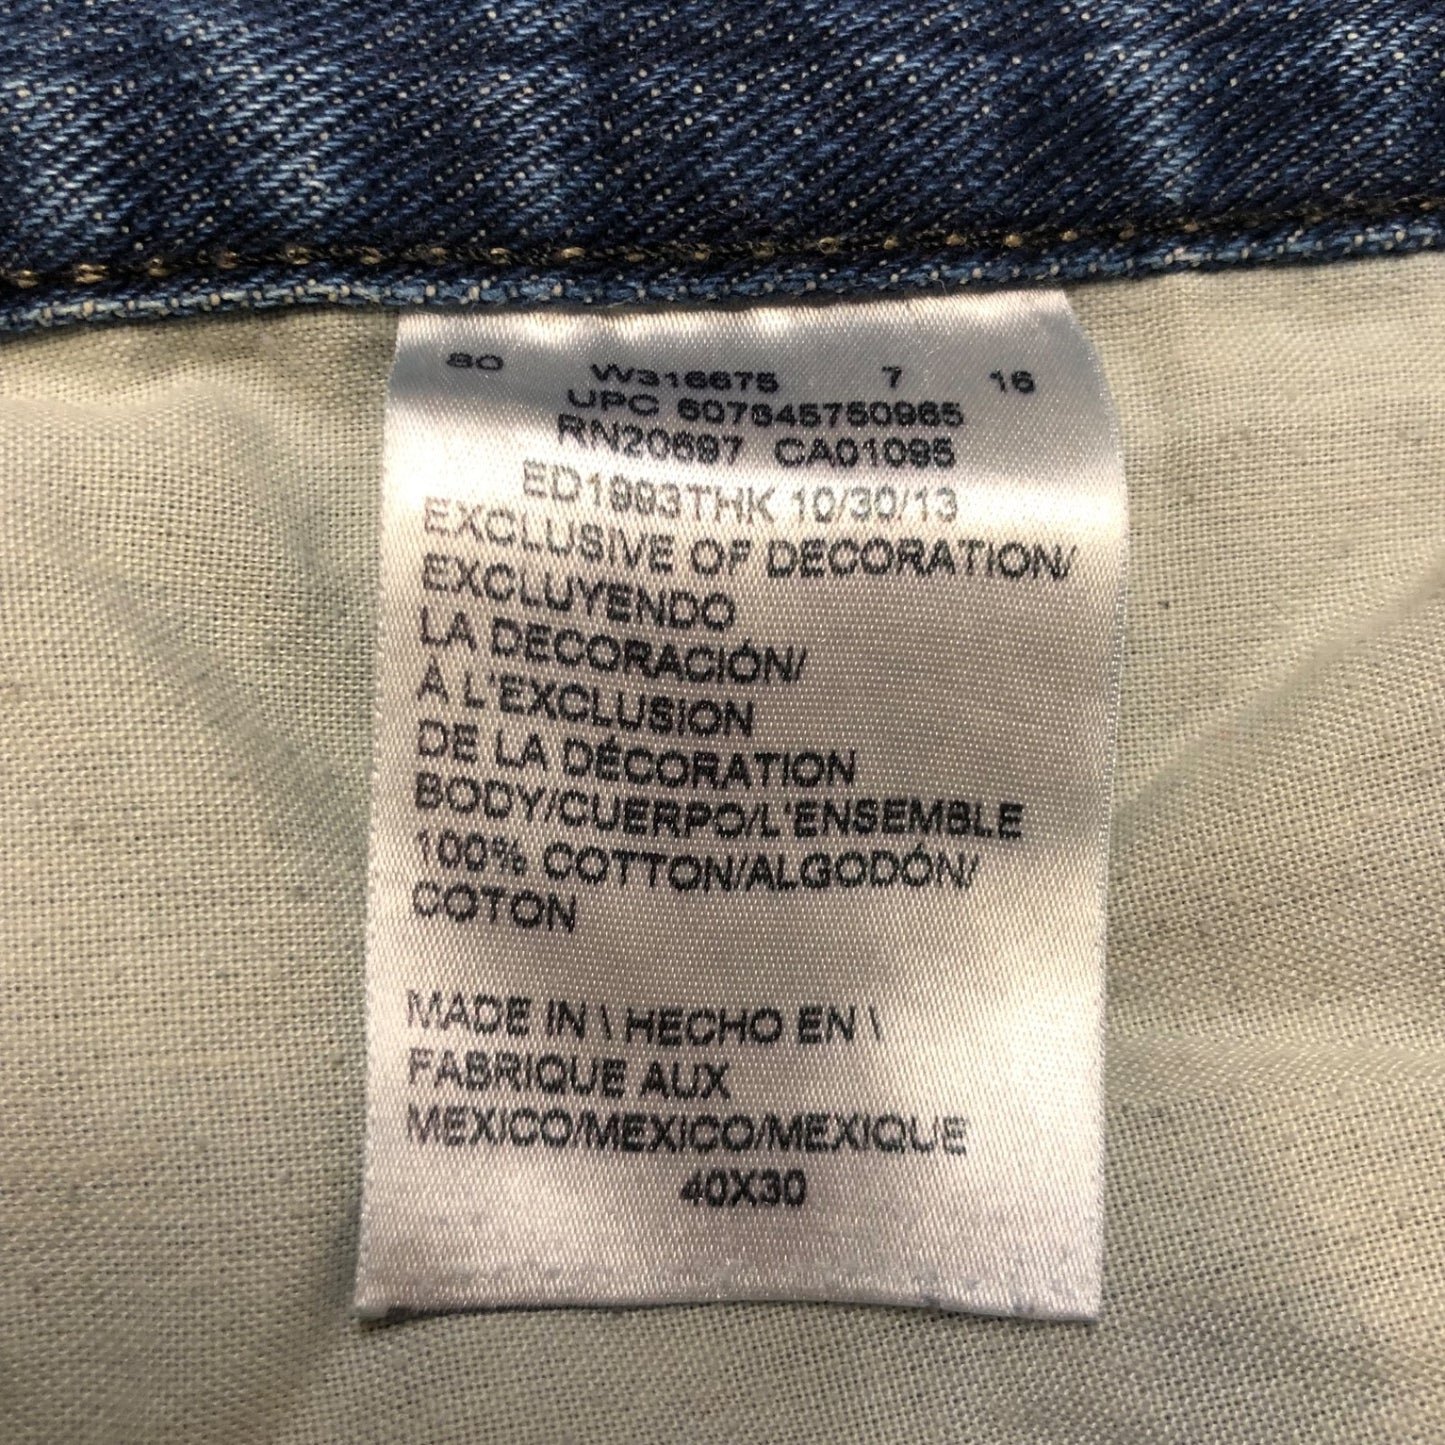 80 W316675 7 16
UPC 607645750965
RN20697 CA01095
ED1993THK 10/30/13
EXCLUSIVE OF DECORATION/
EXCLUYENDO
LA DECORACIÓN/
À L'EXCLUSION
DE LA DÉCORATION
BODY/CUERPO/L'ENSEMBLE
100% COTTON/ALGODÓN/
COTON
MADE IN \ HECHO EN \
FABRIQUE AUX
MEXICO/MEXICO/MEXIQUE
40X30